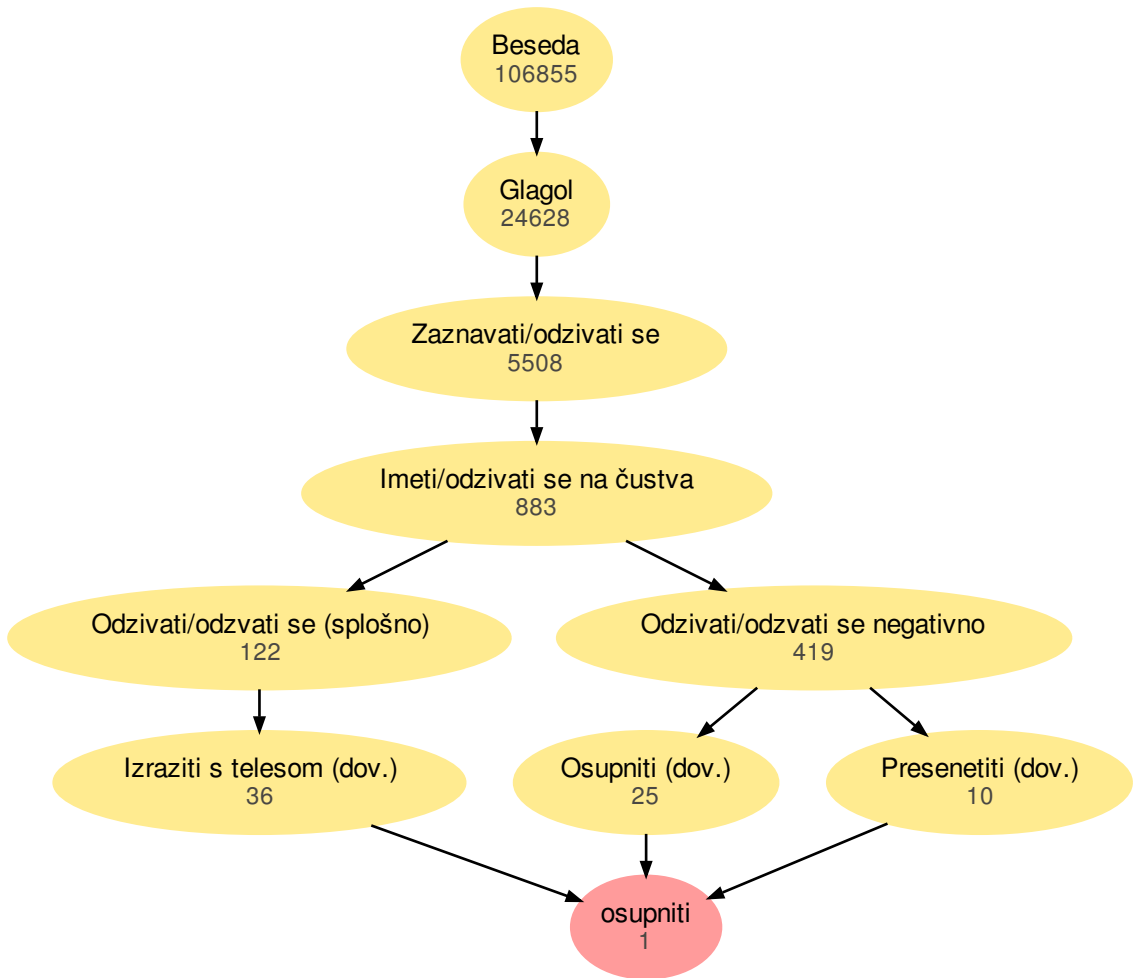 Beseda
106855
Glagol
24628
Zaznavati/odzivati se
5508
Imeti/odzivati se na čustva
883
Odzivati/odzvati se (splošno)
122
Odzivati/odzvati se negativno
419
Izraziti s telesom (dov.)
36
Osupniti (dov.)
25
Presenetiti (dov.)
10
osupniti
1